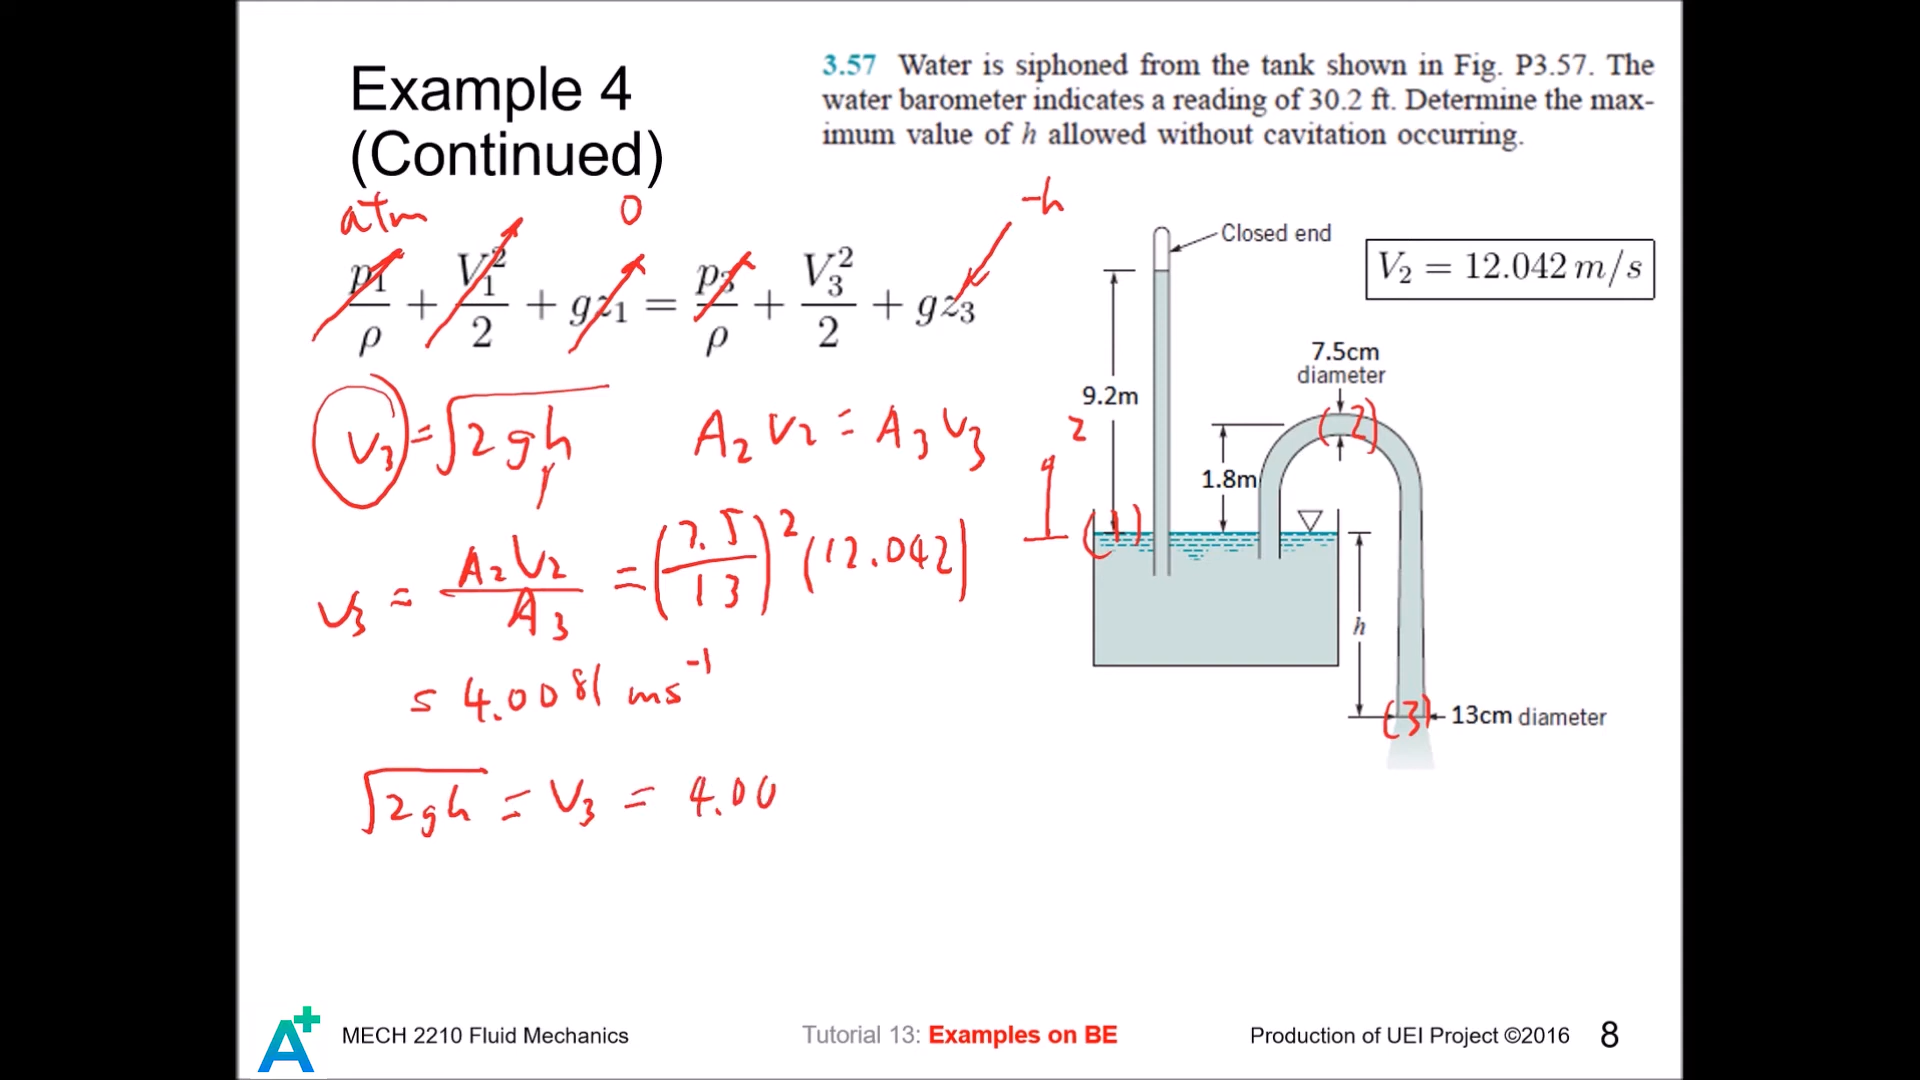 Example 4
(Continued)
3.57 Water is siphoned from the tank shown in Fig. P3.57. The
water barometer indicates a reading of 30.2 ft. Determine the max-
imum value of h allowed without cavitation occurring.
atm
0
-h
p₁/ρ + V₁²/2 + gz₁ = p₃/ρ + V₃²/2 + gz₃
V₃ = √2gh
A₂V₂ = A₃V₃
V₃ = A₂V₂/A₃ = (7.5/13)² (12.042)
= 4.0081 ms⁻¹
√2gh = V₃ = 4.00
Closed end
V₂ = 12.042 m/s
7.5cm
diameter
9.2m
z
(2)
1.8m
(1)
h
(3)
13cm diameter
A+
MECH 2210 Fluid Mechanics
Tutorial 13: Examples on BE
Production of UEI Project ©2016
8